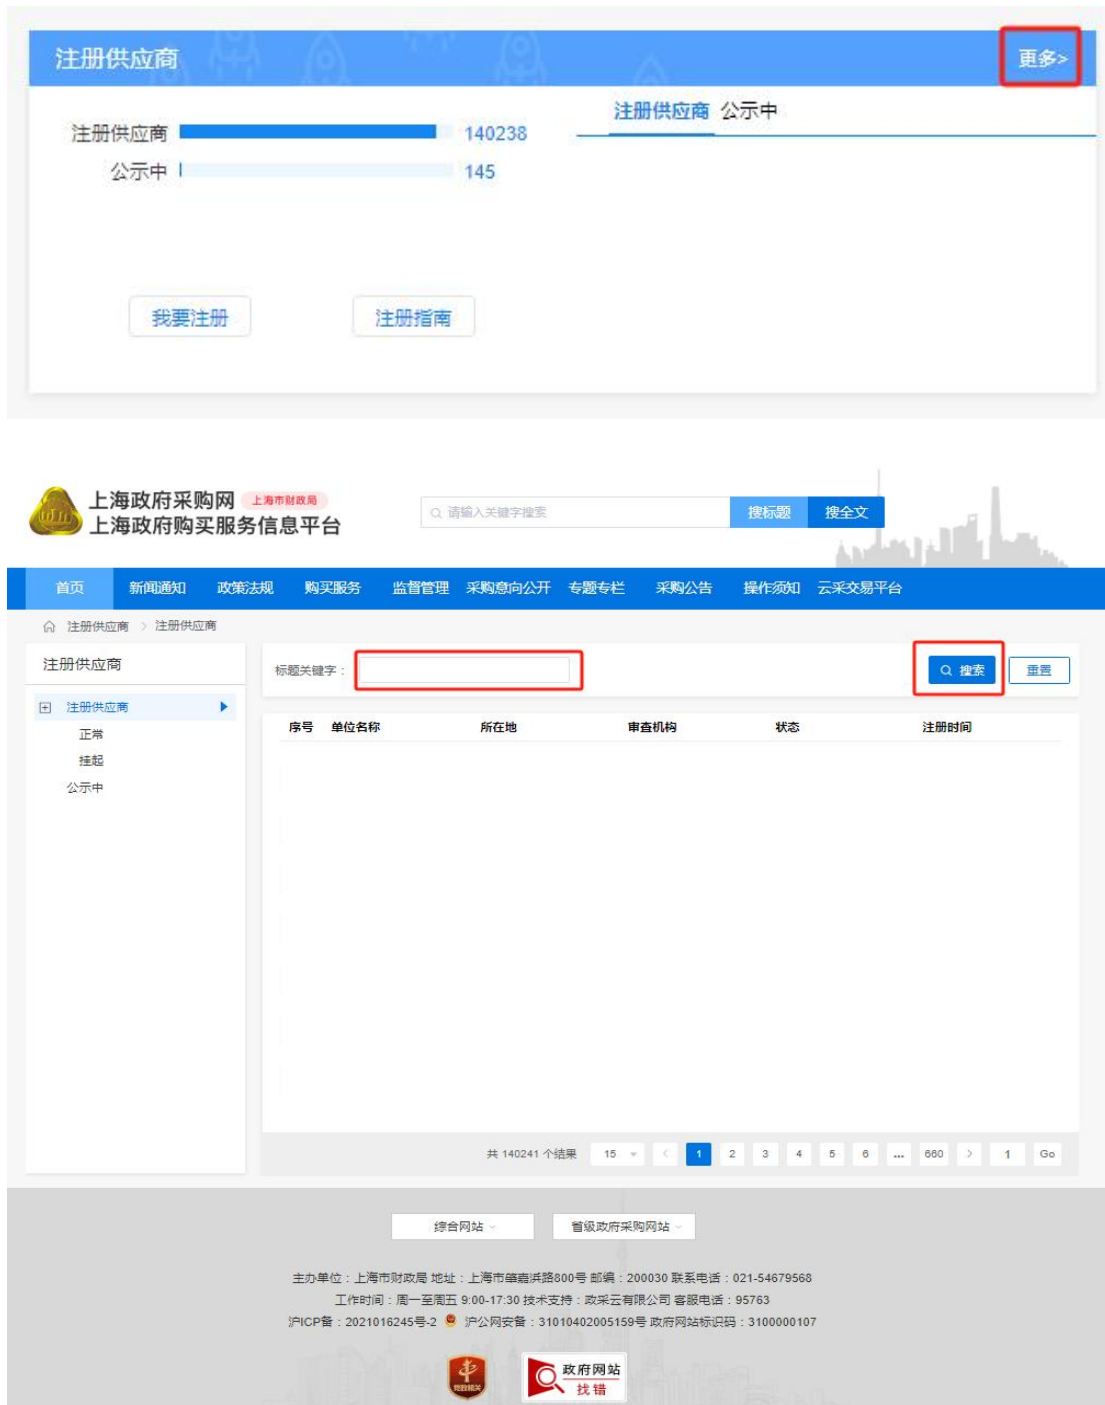 注册供应商 更多>
注册供应商 公示中
注册供应商 140238
公示中 145
我要注册 注册指南
上海政府采购网 上海市财政局
上海政府购买服务信息平台
请输入关键字搜索 搜标题 搜全文
首页 新闻通知 政策法规 购买服务 监督管理 采购意向公开 专题专栏 采购公告 操作须知 云采交易平台
注册供应商 > 注册供应商
注册供应商
标题关键字： 搜索 重置
注册供应商
正常
挂起
公示中
序号 单位名称 所在地 审查机构 状态 注册时间
共 140241 个结果 15 < 1 2 3 4 5 6 ... 660 > 1 Go
综合网站 省级政府采购网站
主办单位：上海市财政局 地址：上海市肇嘉浜路800号 邮编：200030 联系电话：021-54679568
工作时间：周一至周五 9:00-17:30 技术支持：政采云有限公司 客服电话：95763
沪ICP备：2021016245号-2 沪公网安备：31010402005159号 政府网站标识码：3100000107
党政机关
政府网站
找错